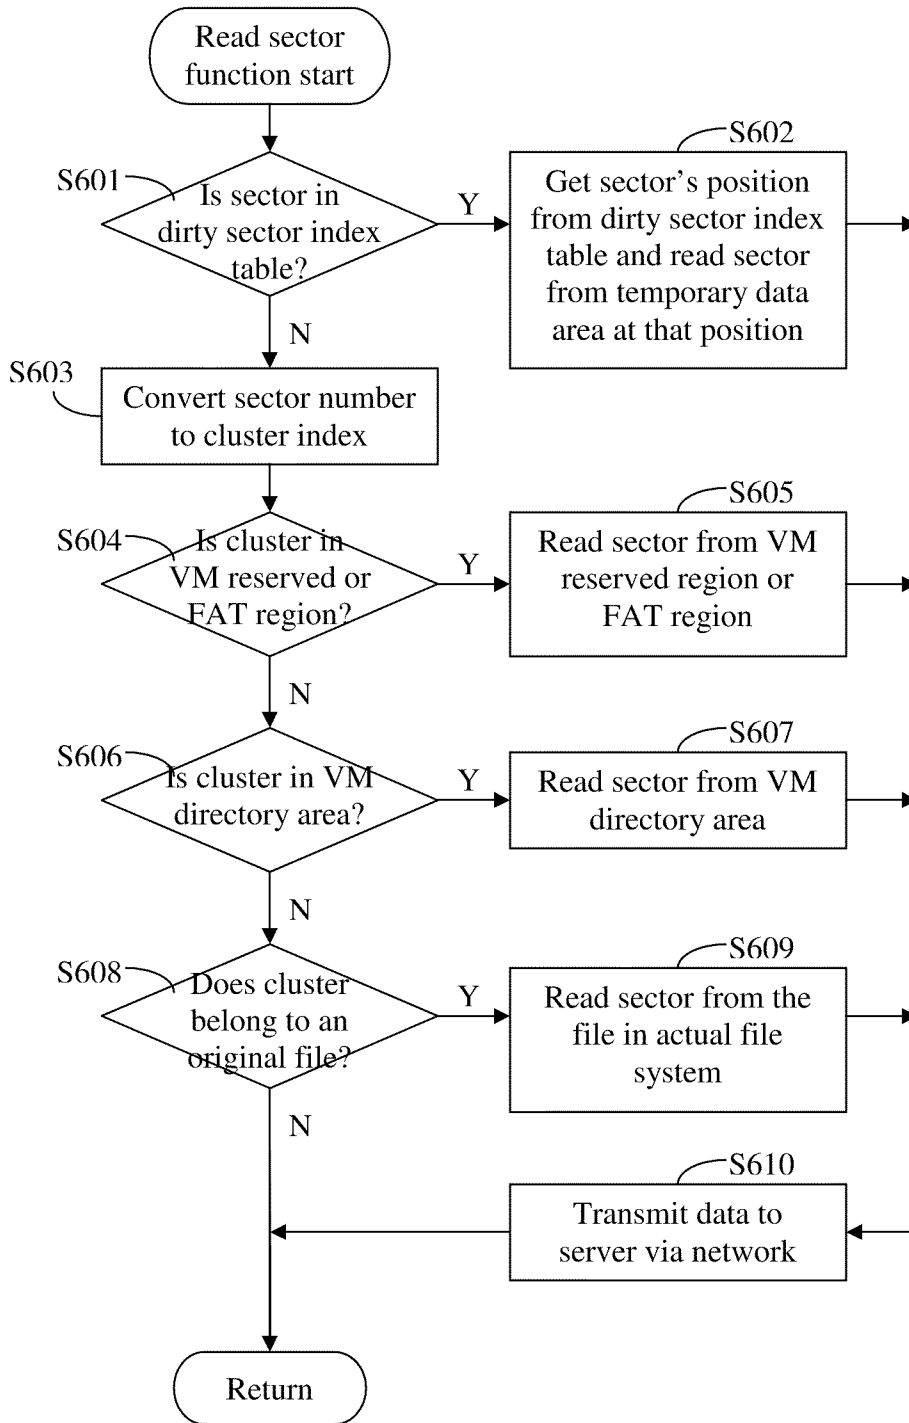 Read sector
function start
S601
Is sector in
dirty sector index
table?
Y
S602
Get sector’s position
from dirty sector index
table and read sector
from temporary data
area at that position
N
S603
Convert sector number
to cluster index
S604
Is cluster in
VM reserved or
FAT region?
Y
S605
Read sector from VM
reserved region or
FAT region
N
S606
Is cluster in VM
directory area?
Y
S607
Read sector from VM
directory area
N
S608
Does cluster
belong to an
original file?
Y
S609
Read sector from the
file in actual file
system
N
S610
Transmit data to
server via network
Return